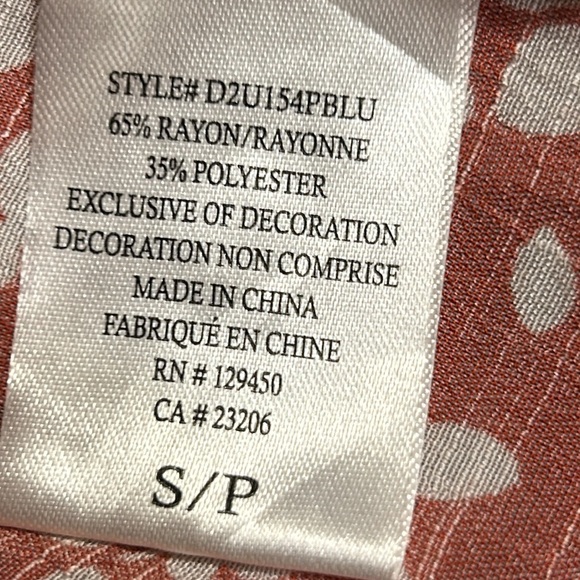 STYLE# D2U154PBLU
65% RAYON/RAYONNE
35% POLYESTER
EXCLUSIVE OF DECORATION
DECORATION NON COMPRISE
MADE IN CHINA
FABRIQUÉ EN CHINE
RN # 129450
CA # 23206
S/P